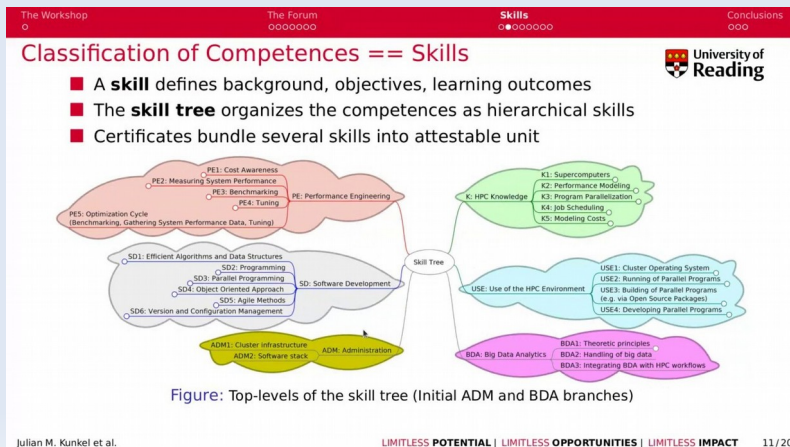 The Workshop
The Forum
Skills
Conclusions
Classification of Competences == Skills
University of
Reading
A skill defines background, objectives, learning outcomes
The skill tree organizes the competences as hierarchical skills
Certificates bundle several skills into attestable unit
PE1: Cost Awareness
PE2: Measuring System Performance
PE3: Benchmarking
PE4: Tuning
PE5: Optimization Cycle
(Benchmarking, Gathering System Performance Data, Tuning)
PE: Performance Engineering
K: HPC Knowledge
K1: Supercomputers
K2: Performance Modeling
K3: Program Parallelization
K4: Job Scheduling
K5: Modeling Costs
SD1: Efficient Algorithms and Data Structures
SD2: Programming
SD3: Parallel Programming
SD4: Object Oriented Approach
SD5: Agile Methods
SD6: Version and Configuration Management
SD: Software Development
Skill Tree
USE: Use of the HPC Environment
USE1: Cluster Operating System
USE2: Running of Parallel Programs
USE3: Building of Parallel Programs
(e.g. via Open Source Packages)
USE4: Developing Parallel Programs
ADM1: Cluster infrastructure
ADM2: Software stack
ADM: Administration
BDA: Big Data Analytics
BDA1: Theoretic principles
BDA2: Handling of big data
BDA3: Integrating BDA with HPC workflows
Figure: Top-levels of the skill tree (Initial ADM and BDA branches)
Julian M. Kunkel et al.
LIMITLESS POTENTIAL | LIMITLESS OPPORTUNITIES | LIMITLESS IMPACT
11/20